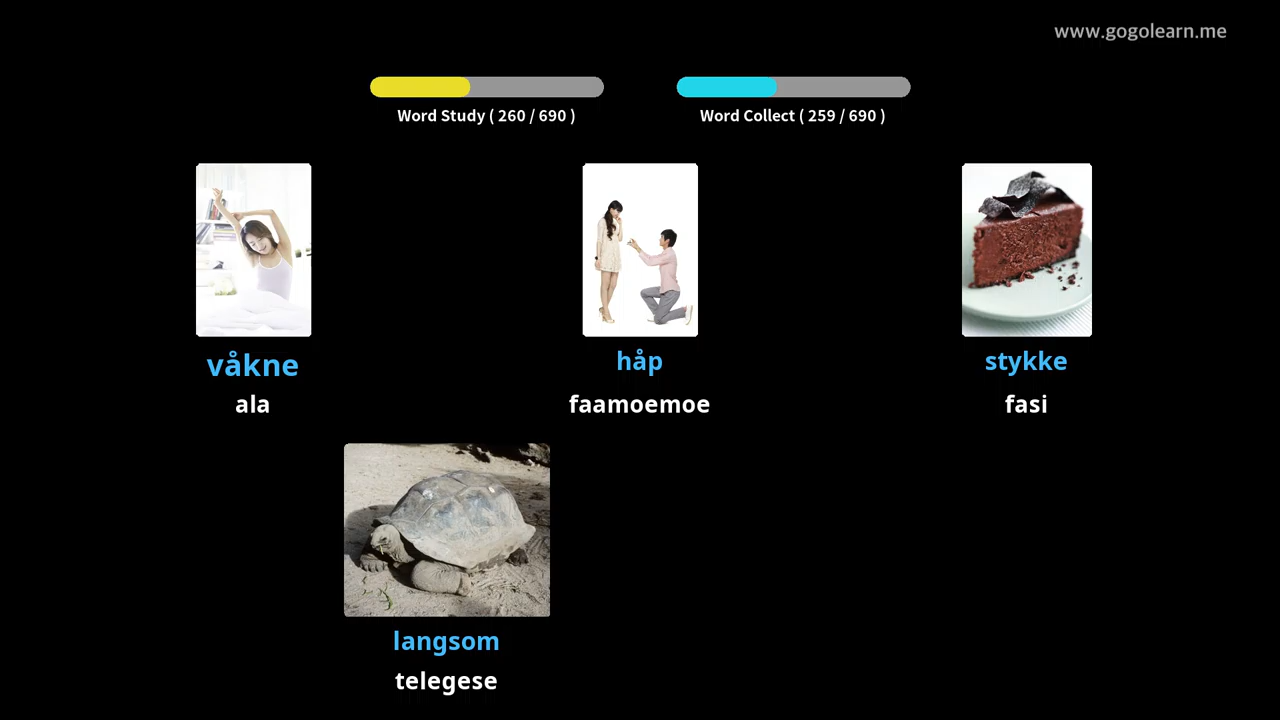 www.gogolearn.me
Word Study ( 260 / 690 )
Word Collect ( 259 / 690 )
våkne
håp
stykke
ala
faamoemoe
fasi
langsom
telegese